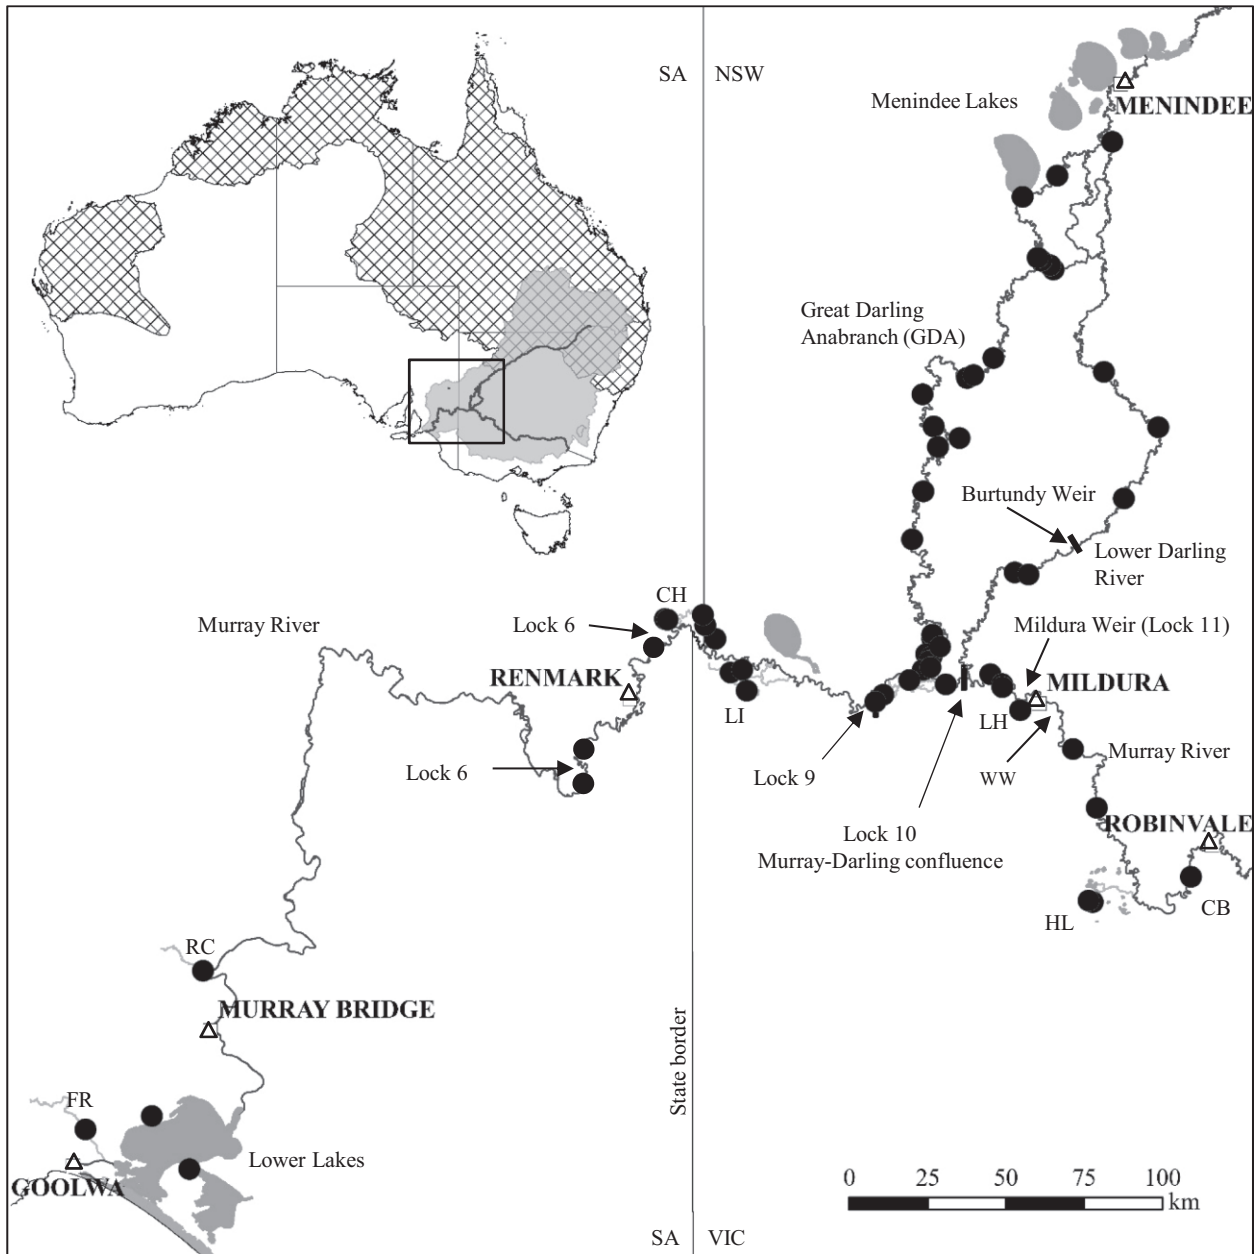 SA
NSW
Menindee Lakes
MENINDEE
Great Darling
Anabranch (GDA)
Burtundy Weir
Lower Darling
River
CH
Murray River
Lock 6
Mildura Weir (Lock 11)
RENMARK
MILDURA
LI
LH
Lock 6
Lock 9
WW
Murray River
Lock 10
Murray-Darling confluence
ROBINVALE
HL
CB
RC
MURRAY BRIDGE
State border
FR
Lower Lakes
GOOLWA
0 25 50 75 100
km
SA
VIC